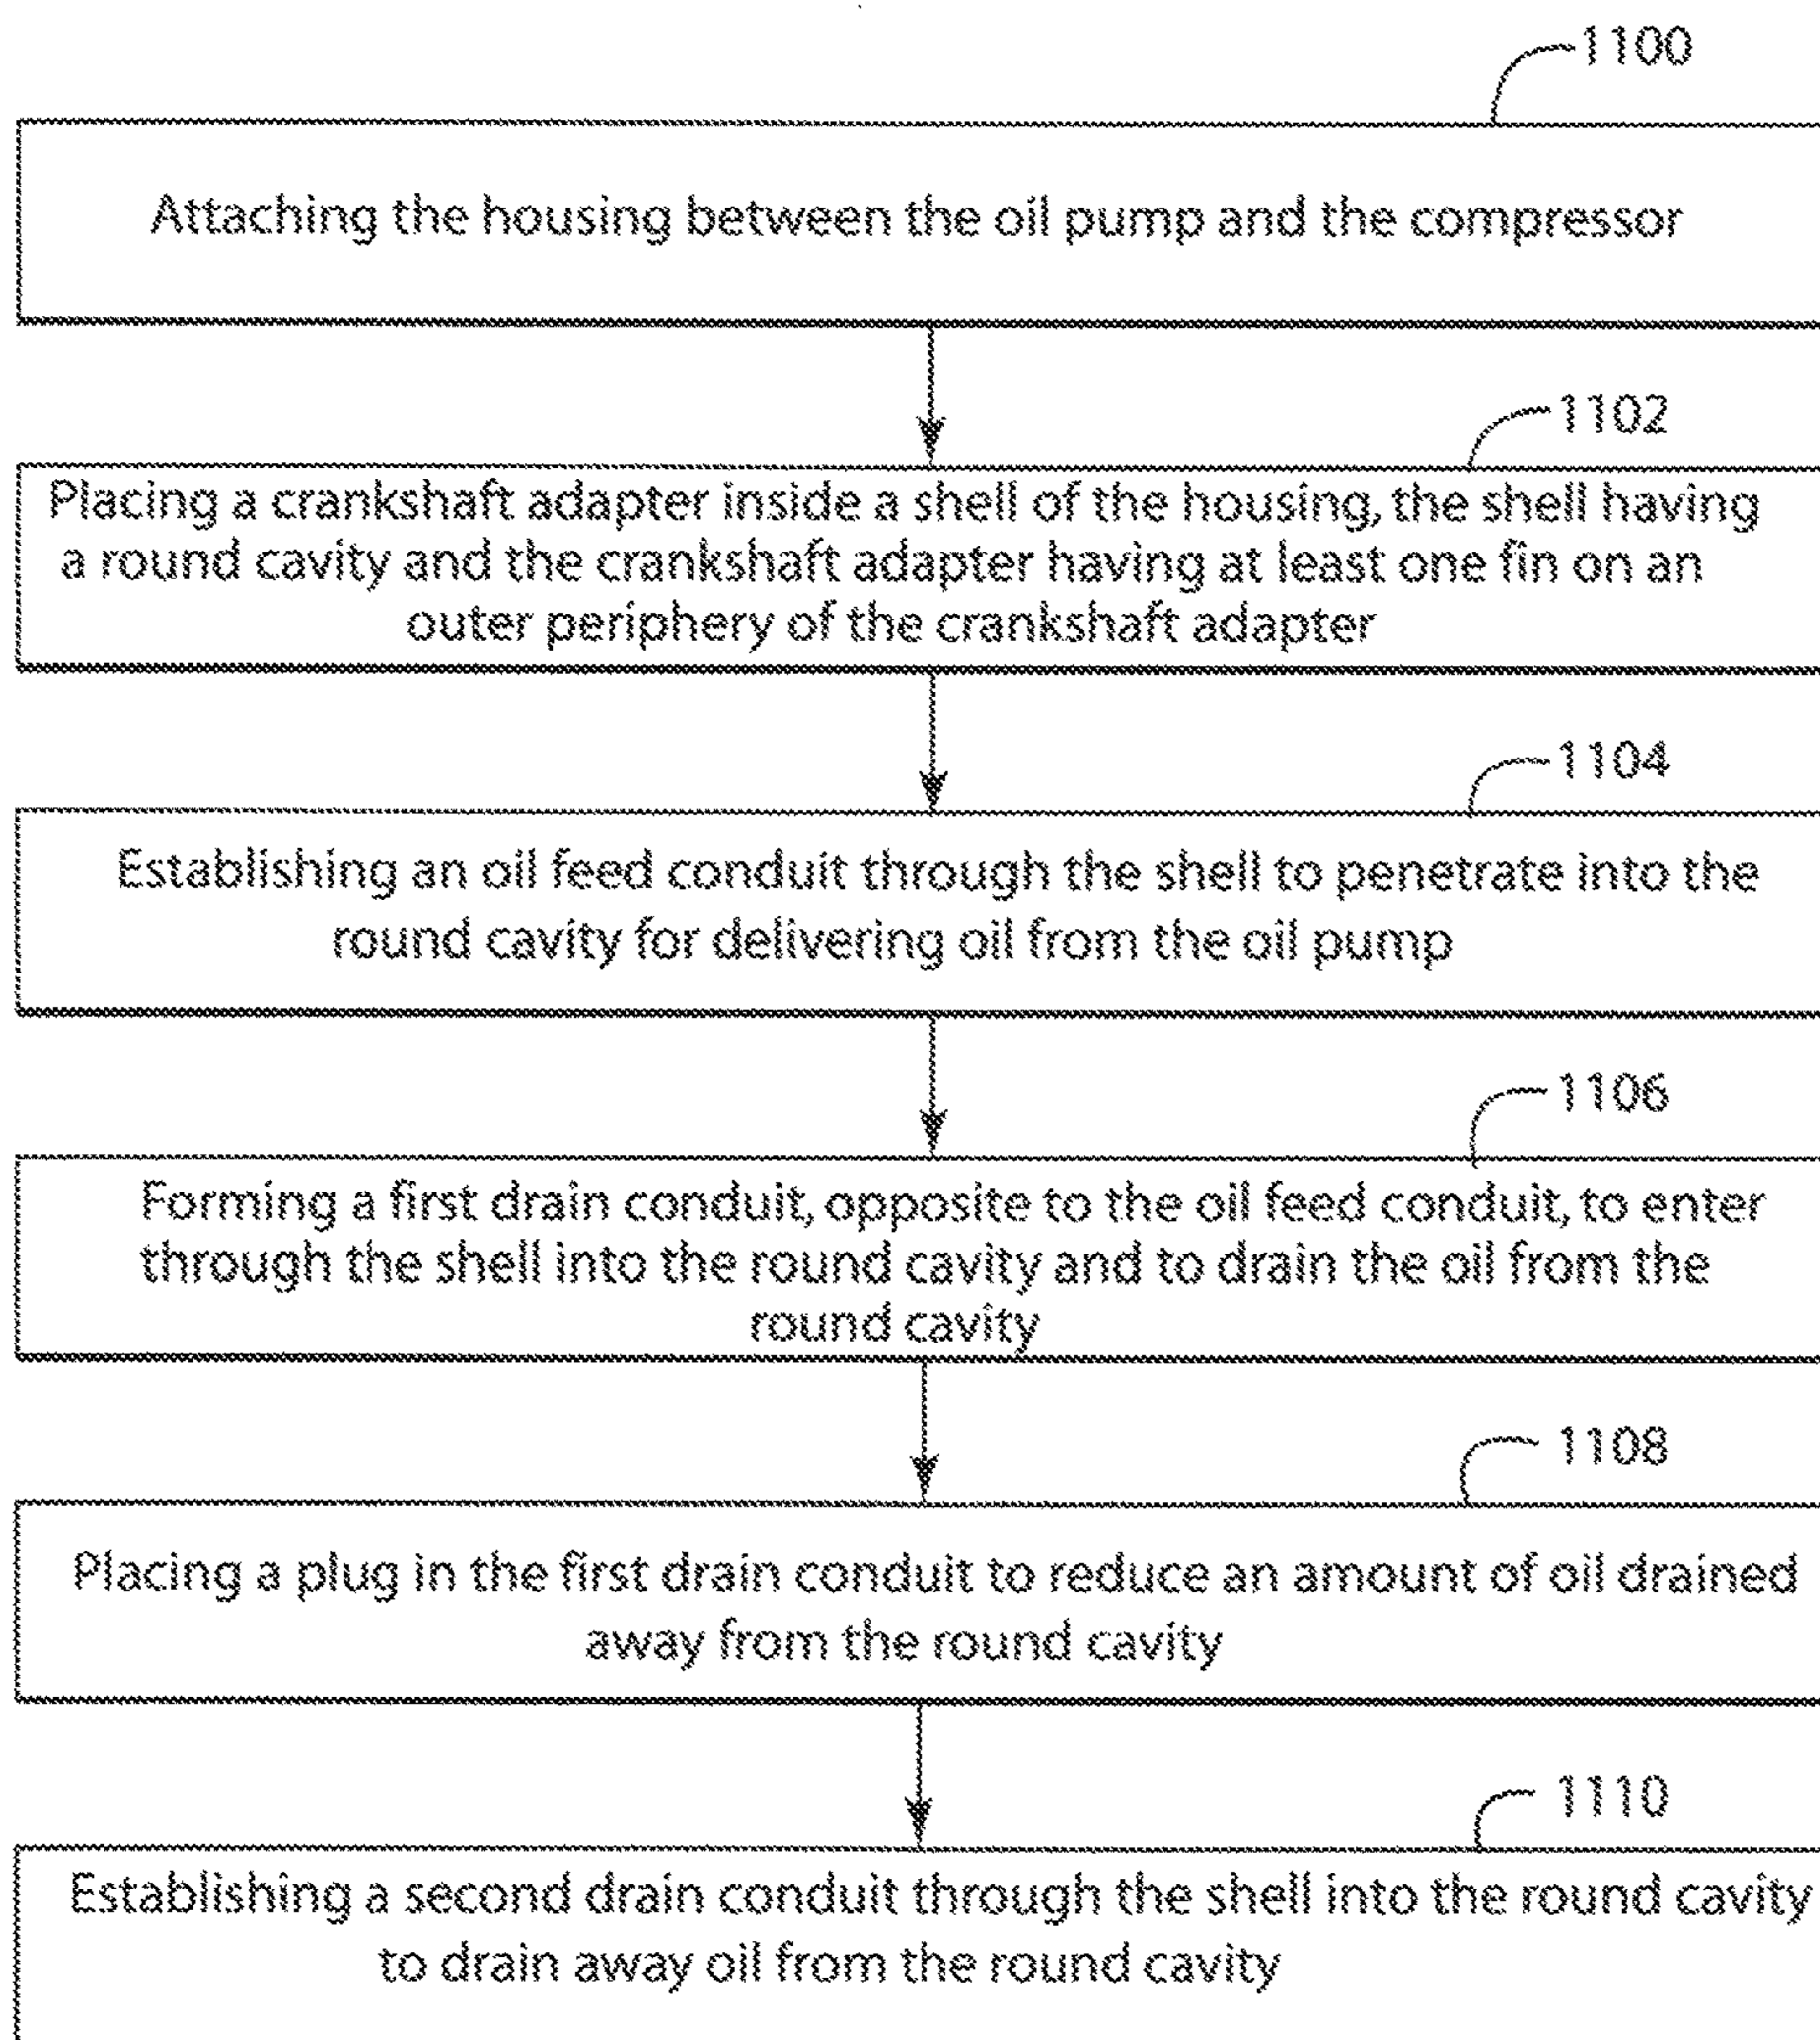 1100
Attaching the housing between the oil pump and the compressor
1102
Placing a crankshaft adapter inside a shell of the housing, the shell having
a round cavity and the crankshaft adapter having at least one fin on an
outer periphery of the crankshaft adapter
1104
Establishing an oil feed conduit through the shell to penetrate into the
round cavity for delivering oil from the oil pump
1106
Forming a first drain conduit, opposite to the oil feed conduit, to enter
through the shell into the round cavity and to drain the oil from the
round cavity
1108
Placing a plug in the first drain conduit to reduce an amount of oil drained
away from the round cavity
1110
Establishing a second drain conduit through the shell into the round cavity
to drain away oil from the round cavity